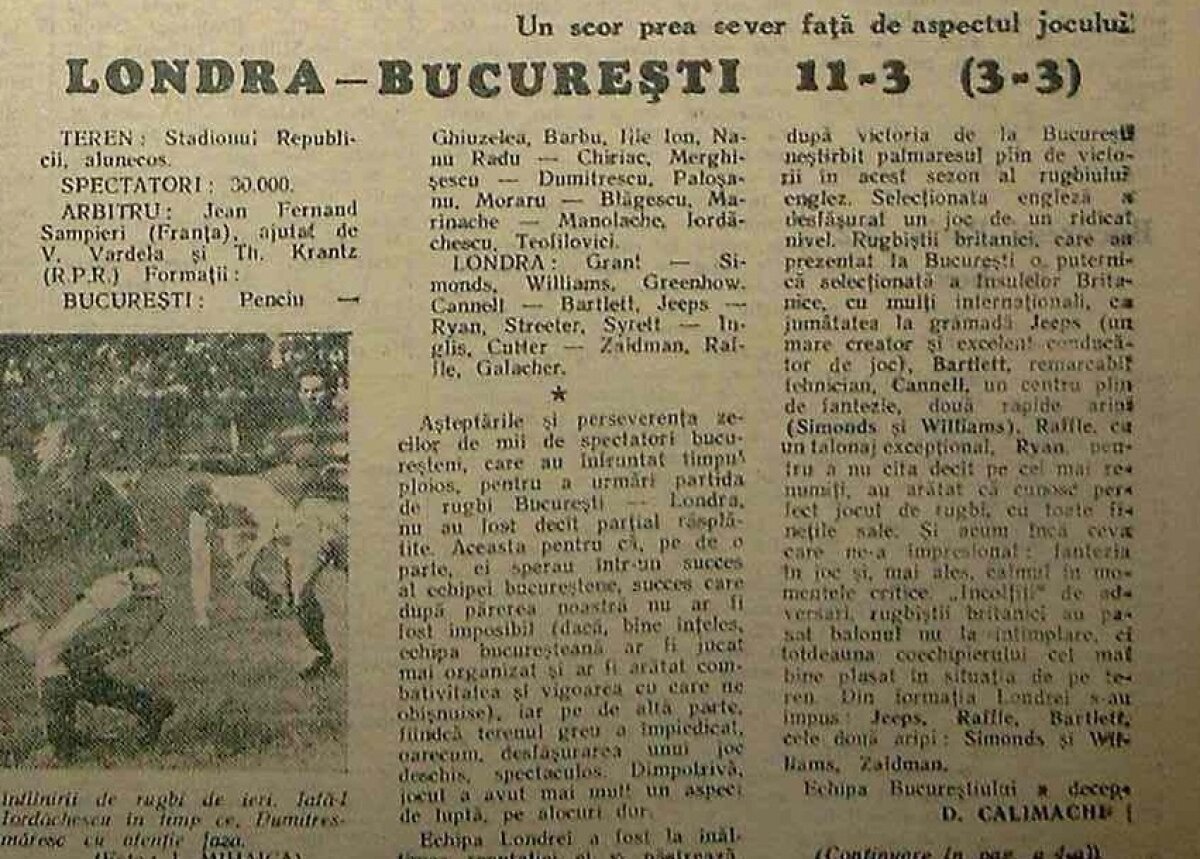 Un scor prea sever față de aspectul jocului!
LONDRA—BUCUREȘTI 11-3 (3-3)
TEREN: Stadionul Republi-
cii, alunecos.
SPECTATORI: 30.000.
ARBITRU: Jean Fernand
Sampieri (Franța), ajutat de
V. Vardela și Th. Krantz
(R.P.R.) Formații:
BUCUREȘTI: Penciu —
Ghiuzelea, Barbu, Ilie Ion, Na-
nu Radu — Chiriac, Merghi-
șescu — Dumitrescu, Paloșa-
nu, Moraru — Blăgescu, Ma-
rinache — Manolache, Iordă-
chescu, Teofilovici.
LONDRA: Grant — Si-
monds, Williams, Greenhow,
Cannell — Bartlett, Jeeps —
Ryan, Streeter, Syrett — In-
glis, Cutter — Zaidman, Raf-
fle, Galacher.
Așteptările și perseverența ze-
cilor de mii de spectatori bucu-
reșteni, care au înfruntat timpul
ploios, pentru a urmări partida
de rugbi București — Londra,
nu au fost decît parțial răsplă-
tite. Aceasta pentru că, pe de o
parte, ei sperau într-un succes
al echipei bucureștene, succes care
după părerea noastră nu ar fi
fost imposibil (dacă, bine înțeles,
echipa bucureșteană ar fi jucat
mai organizat și ar fi arătat com-
bativitatea și vigoarea cu care ne
obișnuise), iar pe de altă parte,
fiindcă terenul greu a împiedicat,
oarecum, desfășurarea unui joc
deschis, spectaculos. Dimpotrivă,
jocul a avut mai mult un aspect
de luptă, pe alocuri dur.
Echipa Londrei a fost la înăl-
după victoria de la București
neștirbit palmaresul plin de victo-
rii în acest sezon al rugbiului
englez. Selecționata engleză a
desfășurat un joc de un ridicat
nivel. Rugbiștii britanici, care au
prezentat la București o puterni-
că selecționată a Insulelor Brita-
nice, cu mulți internaționali, ca
jumătatea la grămadă Jeeps (un
mare creator și excelent conducă-
tor de joc), Bartlett, remarcabil
tehnician, Cannell, un centru plin
de fantezie, două rapide aripi
(Simonds și Williams), Raffle, cu
un talonaj excepțional, Ryan, pen-
tru a nu cita decît pe cei mai re-
numiți, au arătat că cunosc per-
fect jocul de rugbi, cu toate fi-
nețile sale. Și acum încă ceva
care ne-a impresionat: fantezia
în joc și, mai ales, calmul în mo-
mentele critice. „Încolțiți" de ad-
versari, rugbiștii britanici au pa-
sat balonul nu la întîmplare, ci
totdeauna coechipierului cel mai
bine plasat în situația de pe te-
ren. Din formația Londrei s-au
impus: Jeeps, Raffle, Bartlett,
cele două aripi: Simonds și Wil-
liams, Zaidman.
Echipa Bucureștiului a decep-
D. CALIMACHI
(Continuare în pag. a 4-a)
întîlnirii de rugbi de ieri. Iată-l
Iordăchescu în timp ce, Dumitres-
măresc cu atenție faza.